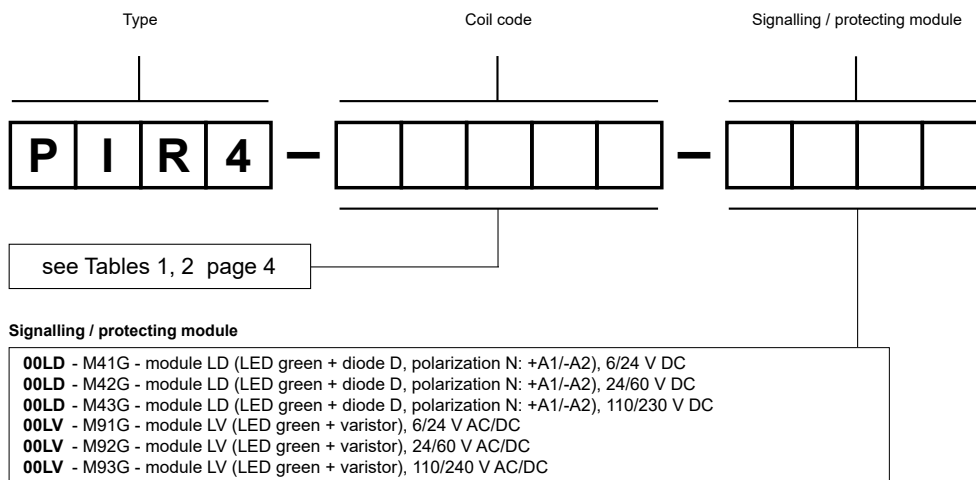 Type Coil code Signalling / protecting module
P I R 4 – –
see Tables 1, 2 page 4
Signalling / protecting module
00LD - M41G - module LD (LED green + diode D, polarization N: +A1/-A2), 6/24 V DC
00LD - M42G - module LD (LED green + diode D, polarization N: +A1/-A2), 24/60 V DC
00LD - M43G - module LD (LED green + diode D, polarization N: +A1/-A2), 110/230 V DC
00LV - M91G - module LV (LED green + varistor), 6/24 V AC/DC
00LV - M92G - module LV (LED green + varistor), 24/60 V AC/DC
00LV - M93G - module LV (LED green + varistor), 110/240 V AC/DC